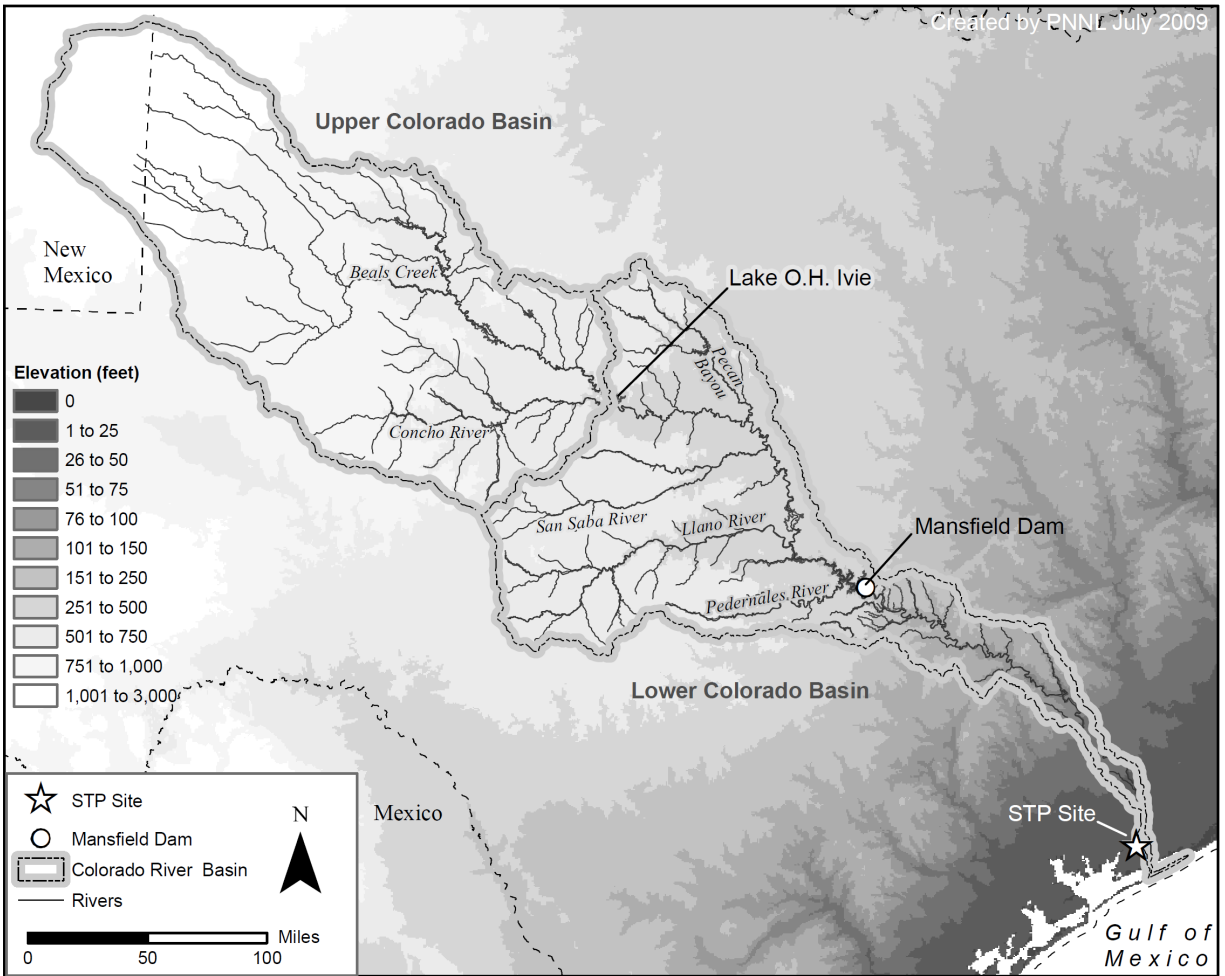 Created by PNNL July 2009
Upper Colorado Basin
New
Mexico
Beals Creek
Lake O.H. Ivie
Pecan
Bayou
Elevation (feet)
0
1 to 25
26 to 50
51 to 75
76 to 100
101 to 150
151 to 250
251 to 500
501 to 750
751 to 1,000
1,001 to 3,000
Concho River
San Saba River
Llano River
Mansfield Dam
Pedernales River
Lower Colorado Basin
Mexico
STP Site
Gulf of
Mexico
STP Site
Mansfield Dam
Colorado River Basin
Rivers
N
Miles
0 50 100